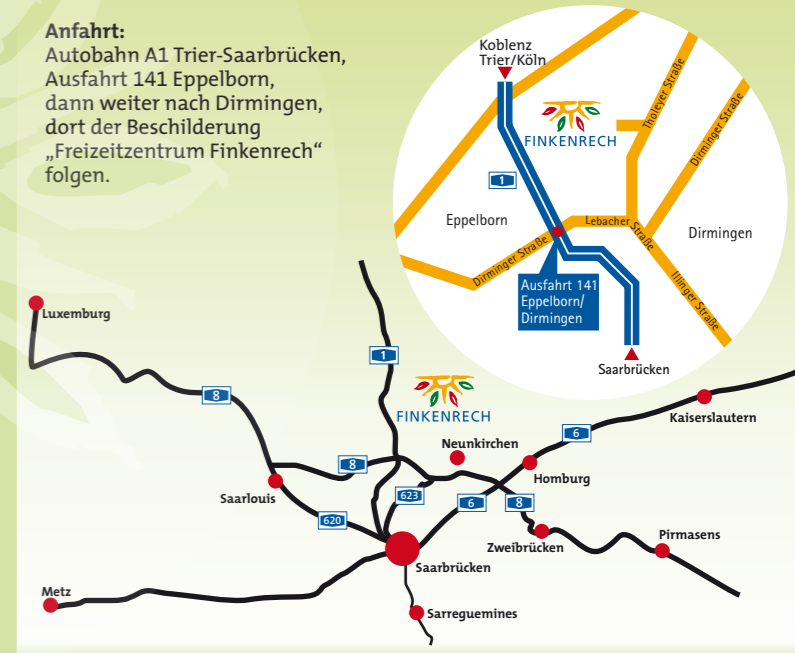 Anfahrt:
Autobahn A1 Trier-Saarbrücken,
Ausfahrt 141 Eppelborn,
dann weiter nach Dirmingen,
dort der Beschilderung
„Freizeitzentrum Finkenrech“
folgen.
Koblenz
Trier/Köln
FINKENRECH
Tholeyer Straße
Dirminger Straße
1
Eppelborn
Lebacher
Straße
Dirmingen
Dirminger Straße
Illinger Straße
Ausfahrt 141
Eppelborn/
Dirmingen
Saarbrücken
Luxemburg
1
8
FINKENRECH
Kaiserslautern
6
Neunkirchen
8
Homburg
Saarlouis
623
6
8
620
Zweibrücken
Pirmasens
Saarbrücken
Metz
Sarreguemines